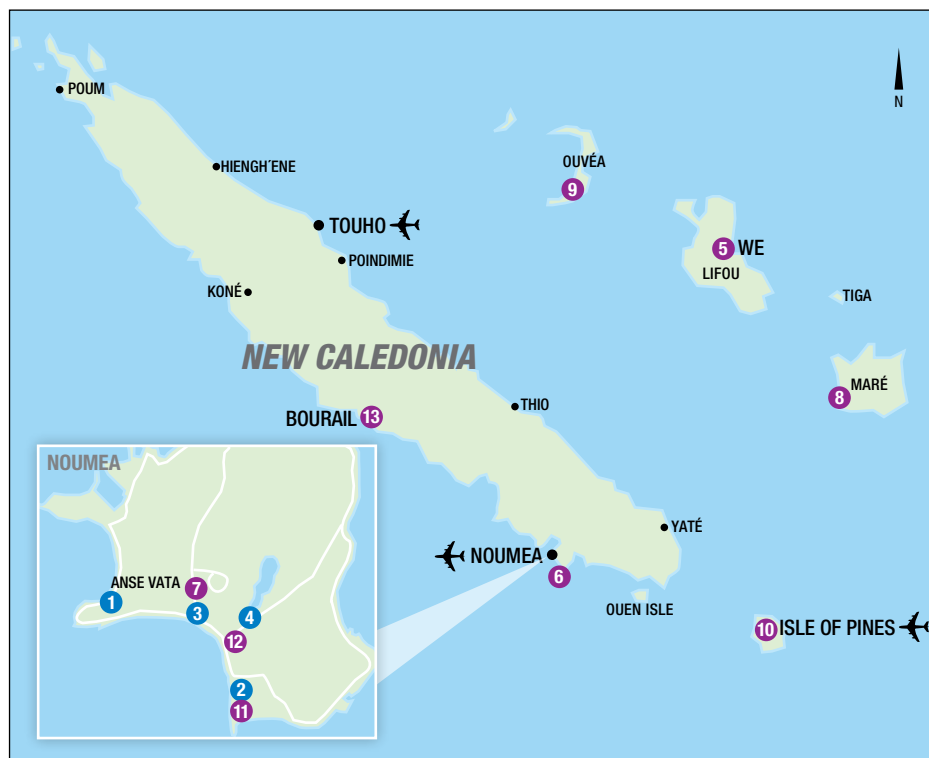 POUM
N
HIENGH´ENE
OUVÉA
9
TOUHO
5 WE
POINDIMIE
LIFOU
KONÉ
TIGA
NEW CALEDONIA
MARÉ
8
THIO
BOURAIL 13
NOUMEA
YATÉ
NOUMEA
6
ANSE VATA 7
1
3
4
OUEN ISLE
12
10 ISLE OF PINES
2
11